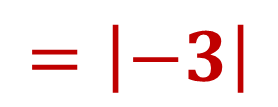 = |−3|